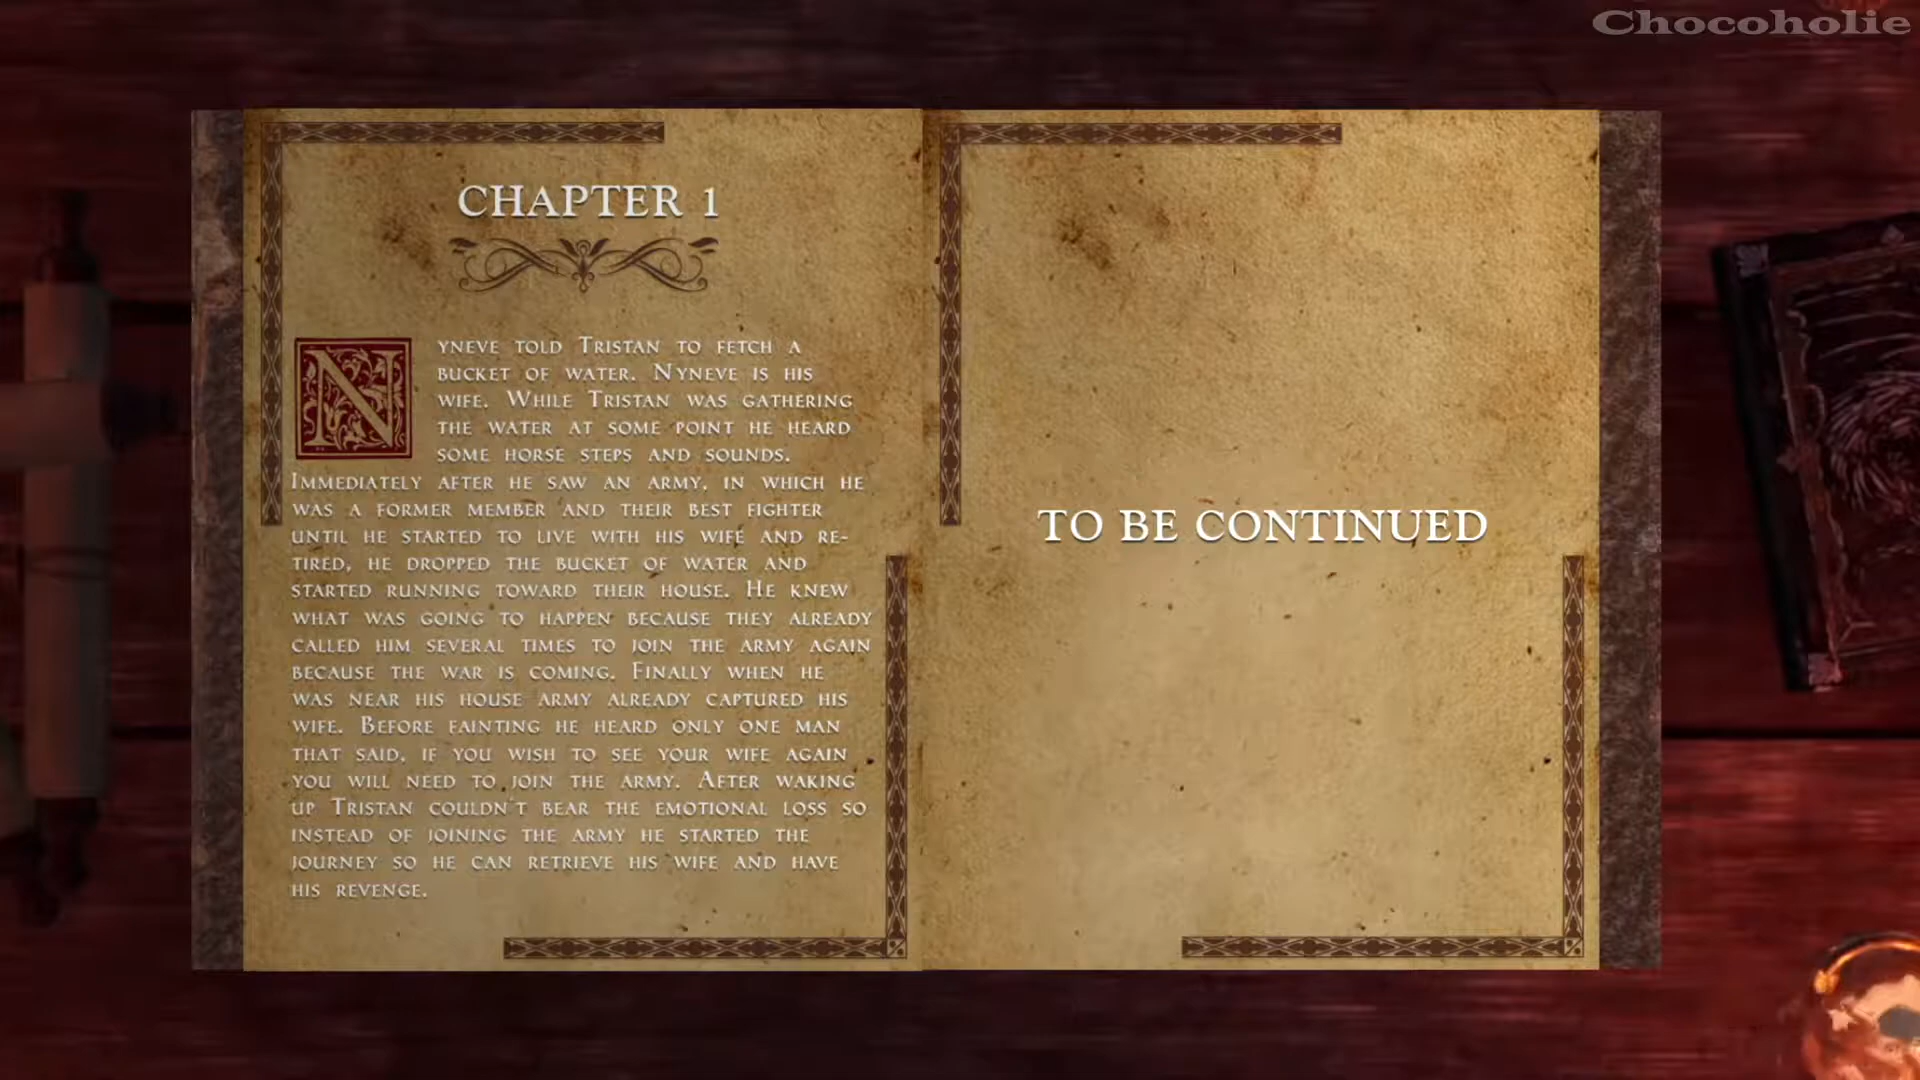 Chocoholie
CHAPTER 1
NYNEVE TOLD TRISTAN TO FETCH A
BUCKET OF WATER. NYNEVE IS HIS
WIFE. WHILE TRISTAN WAS GATHERING
THE WATER AT SOME POINT HE HEARD
SOME HORSE STEPS AND SOUNDS.
IMMEDIATELY AFTER HE SAW AN ARMY, IN WHICH HE
WAS A FORMER MEMBER AND THEIR BEST FIGHTER
UNTIL HE STARTED TO LIVE WITH HIS WIFE AND RE-
TIRED, HE DROPPED THE BUCKET OF WATER AND
STARTED RUNNING TOWARD THEIR HOUSE. HE KNEW
WHAT WAS GOING TO HAPPEN BECAUSE THEY ALREADY
CALLED HIM SEVERAL TIMES TO JOIN THE ARMY AGAIN
BECAUSE THE WAR IS COMING. FINALLY WHEN HE
WAS NEAR HIS HOUSE ARMY ALREADY CAPTURED HIS
WIFE. BEFORE FAINTING HE HEARD ONLY ONE MAN
THAT SAID, IF YOU WISH TO SEE YOUR WIFE AGAIN
YOU WILL NEED TO JOIN THE ARMY. AFTER WAKING
UP TRISTAN COULDN'T BEAR THE EMOTIONAL LOSS SO
INSTEAD OF JOINING THE ARMY HE STARTED THE
JOURNEY SO HE CAN RETRIEVE HIS WIFE AND HAVE
HIS REVENGE.
TO BE CONTINUED